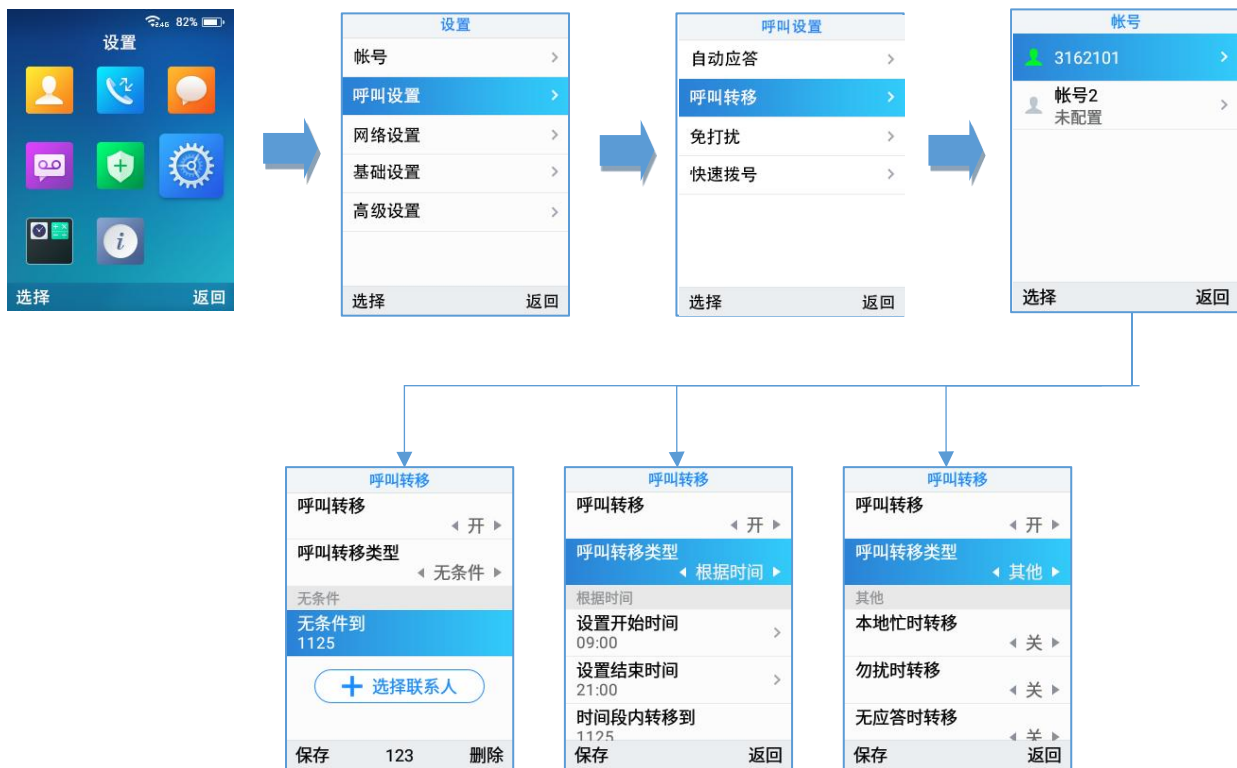 82%
设置
选择 返回
设置
帐号
呼叫设置
网络设置
基础设置
高级设置
选择 返回
呼叫设置
自动应答
呼叫转移
免打扰
快速拨号
选择 返回
帐号
3162101
帐号2
未配置
选择 返回
呼叫转移
呼叫转移
开
呼叫转移类型
无条件
无条件
无条件到
1125
选择联系人
保存 123 删除
呼叫转移
呼叫转移
开
呼叫转移类型
根据时间
根据时间
设置开始时间
09:00
设置结束时间
21:00
时间段内转移到
1125
保存 返回
呼叫转移
呼叫转移
开
呼叫转移类型
其他
其他
本地忙时转移
关
勿扰时转移
关
无应答时转移
关
保存 返回